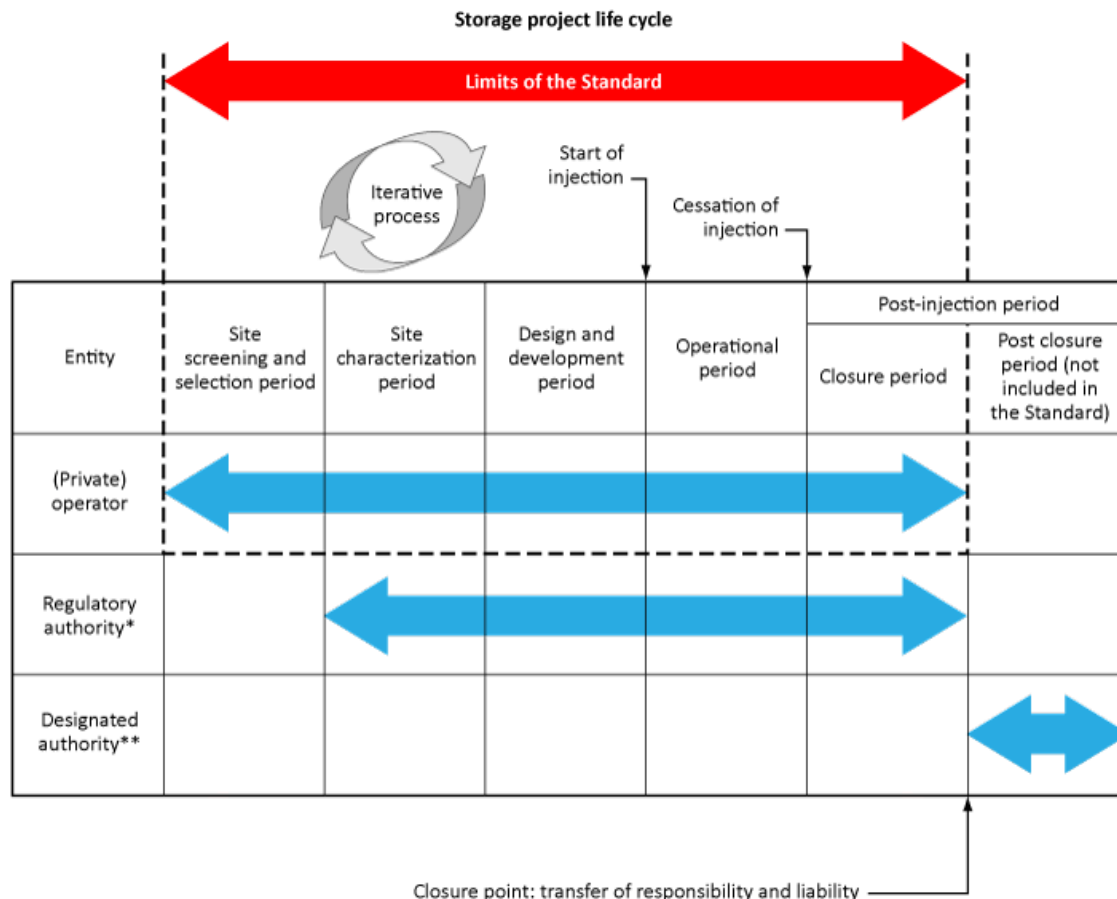 Storage project life cycle
Limits of the Standard
Iterative
process
Start of
injection
Cessation of
injection
Entity
Site
screening and
selection period
Site
characterization
period
Design and
development
period
Operational
period
Post-injection period
Closure period
Post closure
period (not
included in
the Standard)
(Private)
operator
Regulatory
authority*
Designated
authority**
Closure point: transfer of responsibility and liability